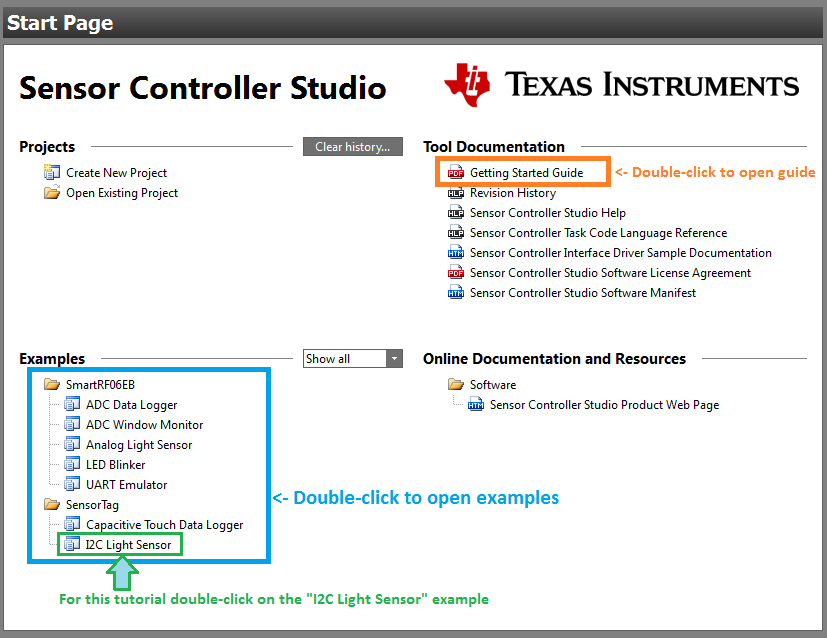 Start Page
Sensor Controller Studio
TEXAS INSTRUMENTS
Projects
Clear history...
Create New Project
Open Existing Project
Tool Documentation
PDF Getting Started Guide
<- Double-click to open guide
HLP Revision History
HLP Sensor Controller Studio Help
HLP Sensor Controller Task Code Language Reference
HTM Sensor Controller Interface Driver Sample Documentation
PDF Sensor Controller Studio Software License Agreement
HTM Sensor Controller Studio Software Manifest
Examples
Show all
SmartRF06EB
ADC Data Logger
ADC Window Monitor
Analog Light Sensor
LED Blinker
UART Emulator
SensorTag
Capacitive Touch Data Logger
I2C Light Sensor
<- Double-click to open examples
For this tutorial double-click on the "I2C Light Sensor" example
Online Documentation and Resources
Software
HTM Sensor Controller Studio Product Web Page